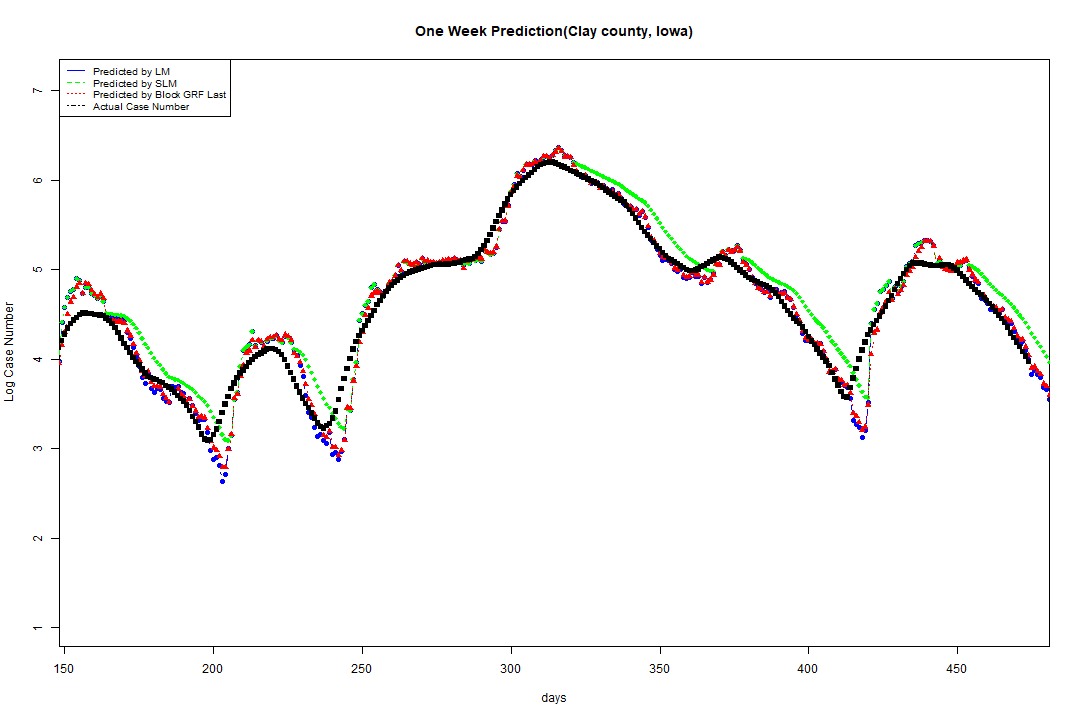 One Week Prediction(Clay county, Iowa)
Predicted by LM
Predicted by SLM
Predicted by Block GRF Last
Actual Case Number
7
6
5
4
3
2
1
Log Case Number
150 200 250 300 350 400 450
days